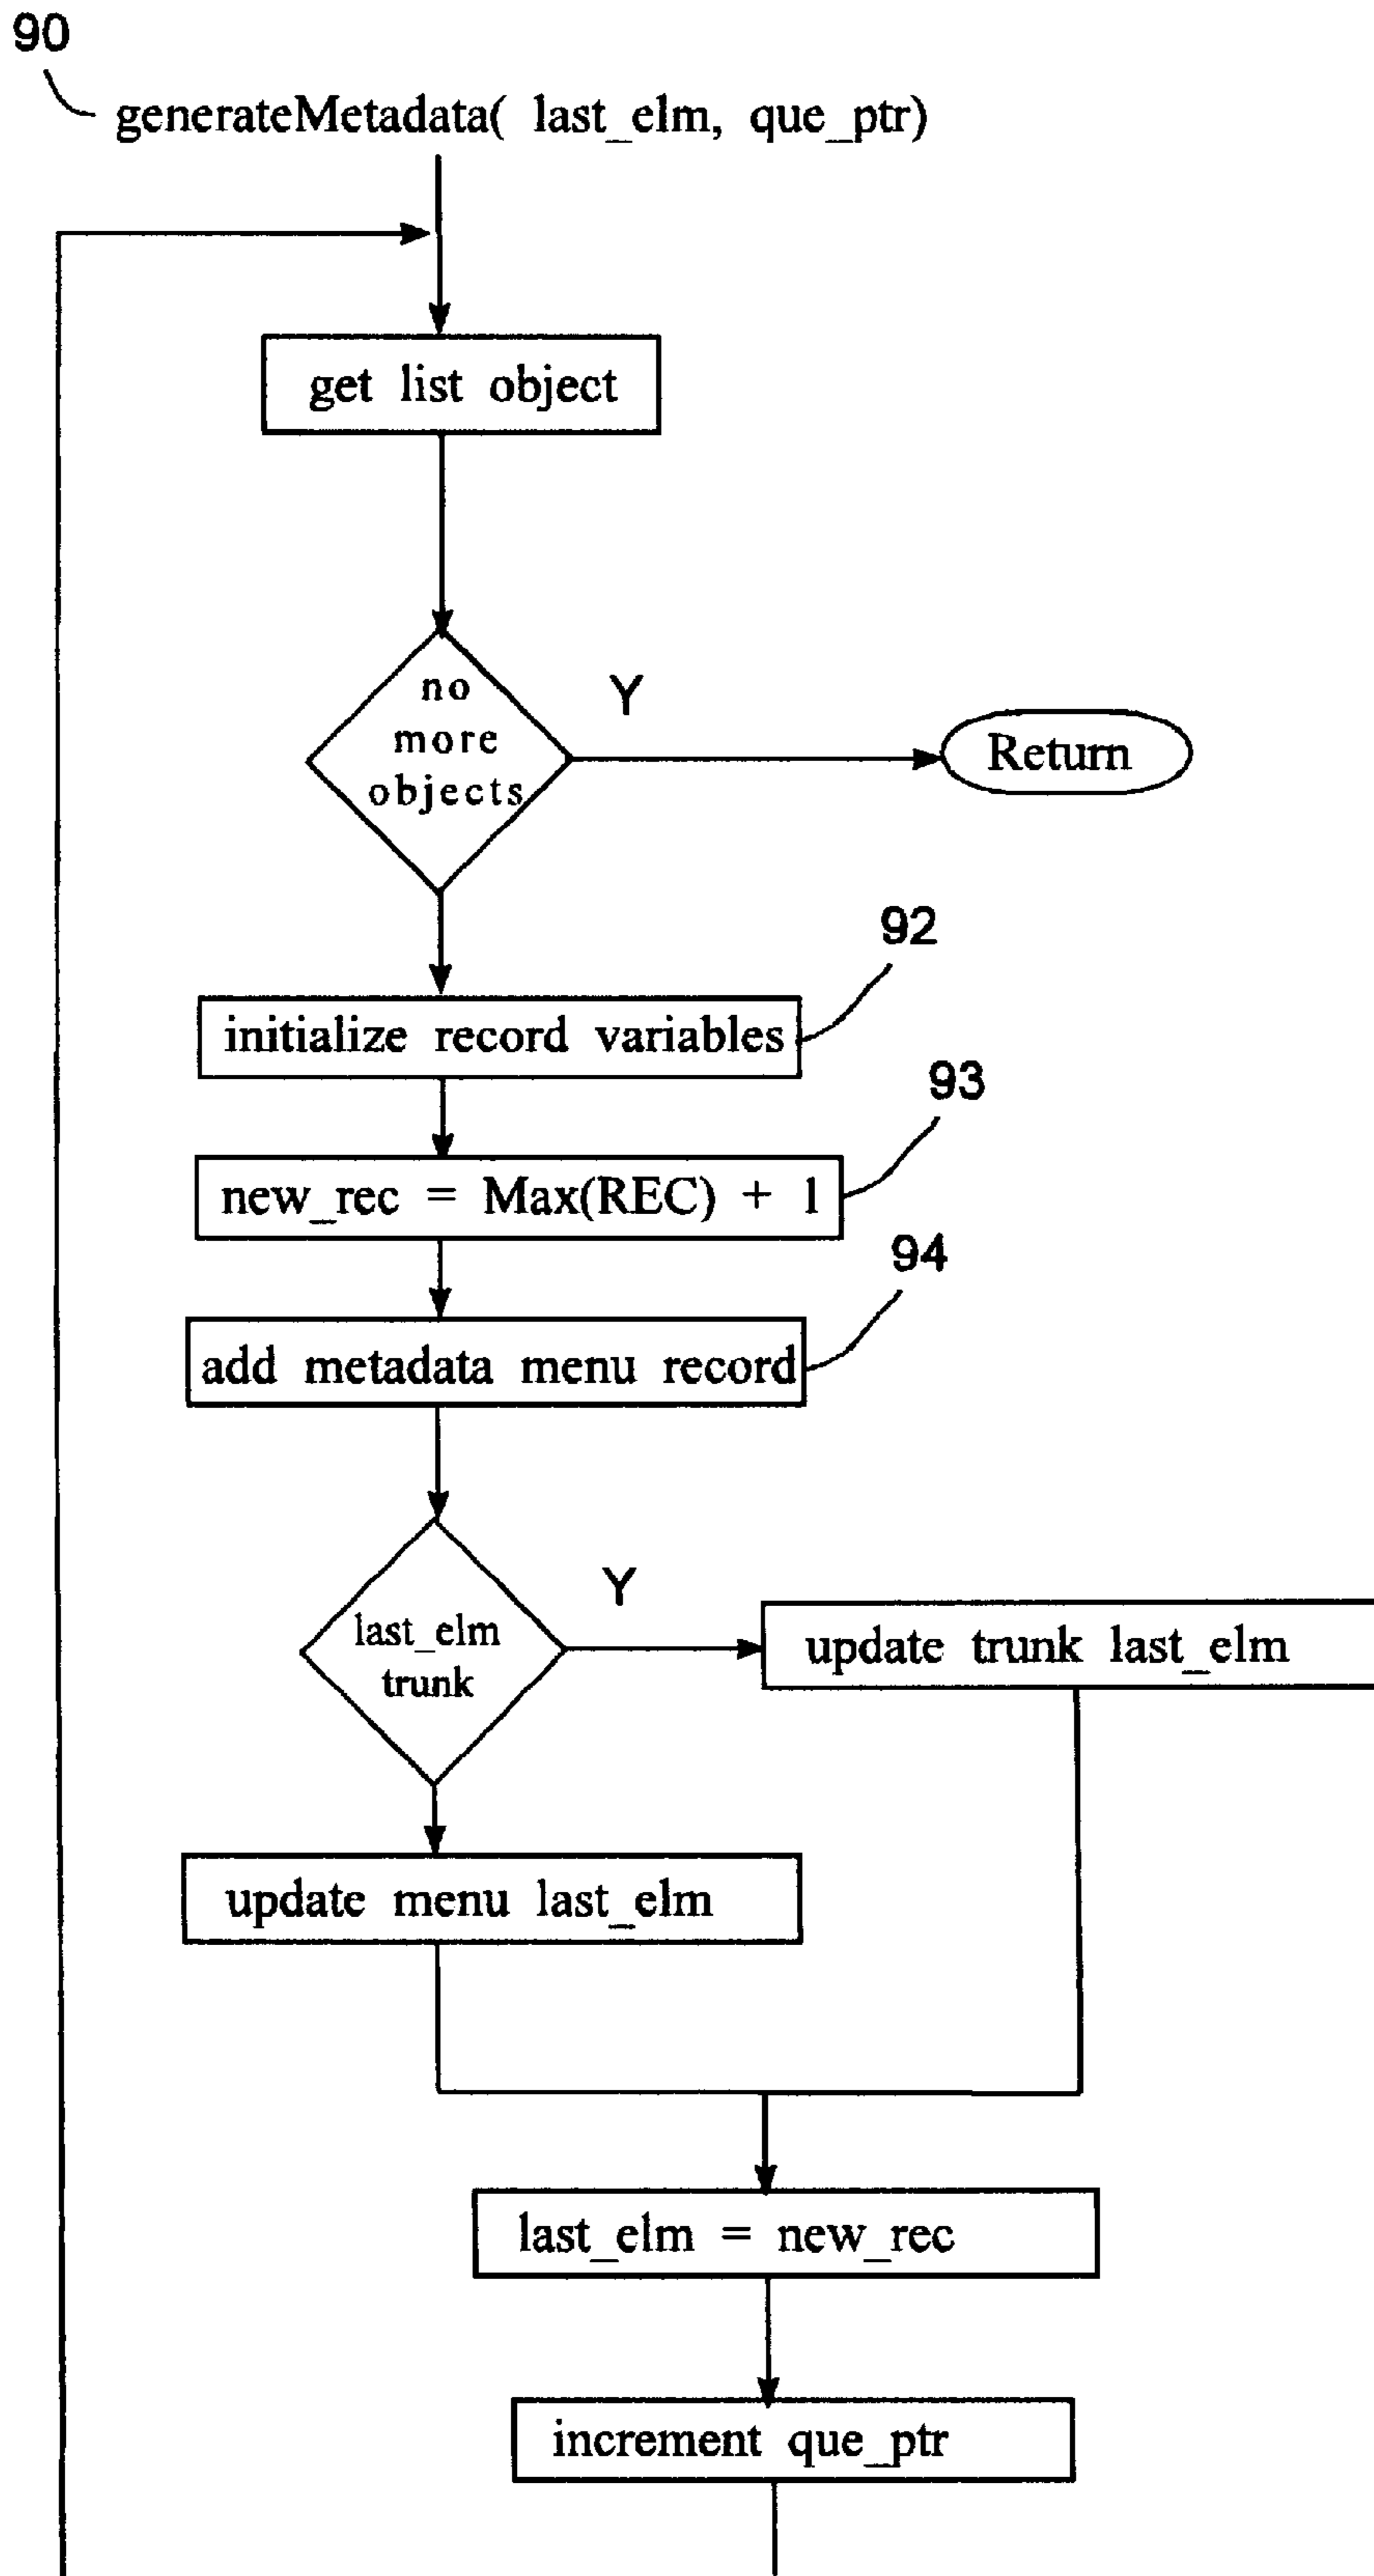 90
generateMetadata( last_elm, que_ptr)
get list object
no
more
objects
Y
Return
92
initialize record variables
93
new_rec = Max(REC) + 1
94
add metadata menu record
last_elm
trunk
Y
update trunk last_elm
update menu last_elm
last_elm = new_rec
increment que_ptr